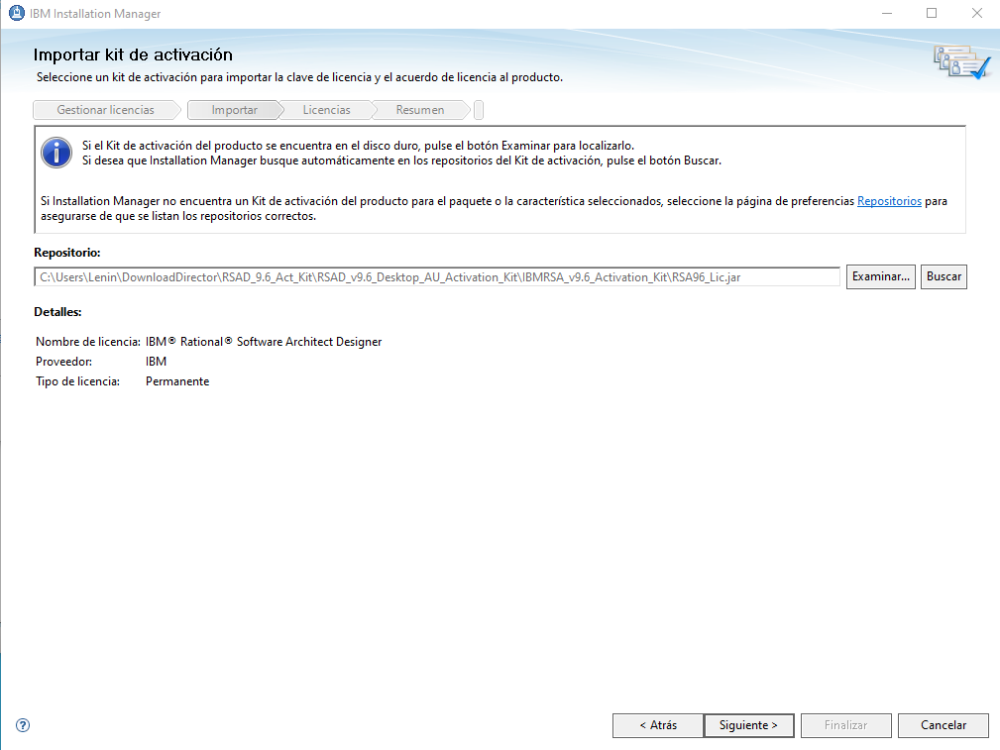 IBM Installation Manager
Importar kit de activación
Seleccione un kit de activación para importar la clave de licencia y el acuerdo de licencia al producto.
Gestionar licencias
Importar
Licencias
Resumen
Si el Kit de activación del producto se encuentra en el disco duro, pulse el botón Examinar para localizarlo.
Si desea que Installation Manager busque automáticamente en los repositorios del Kit de activación, pulse el botón Buscar.
Si Installation Manager no encuentra un Kit de activación del producto para el paquete o la característica seleccionados, seleccione la página de preferencias Repositorios para
asegurarse de que se listan los repositorios correctos.
Repositorio:
C:\Users\Lenin\DownloadDirector\RSAD_9.6_Act_Kit\RSAD_v9.6_Desktop_AU_Activation_Kit\IBMRSA_v9.6_Activation_Kit\RSA96_Lic.jar
Examinar...
Buscar
Detalles:
Nombre de licencia: IBM® Rational® Software Architect Designer
Proveedor: IBM
Tipo de licencia: Permanente
?
< Atrás
Siguiente >
Finalizar
Cancelar